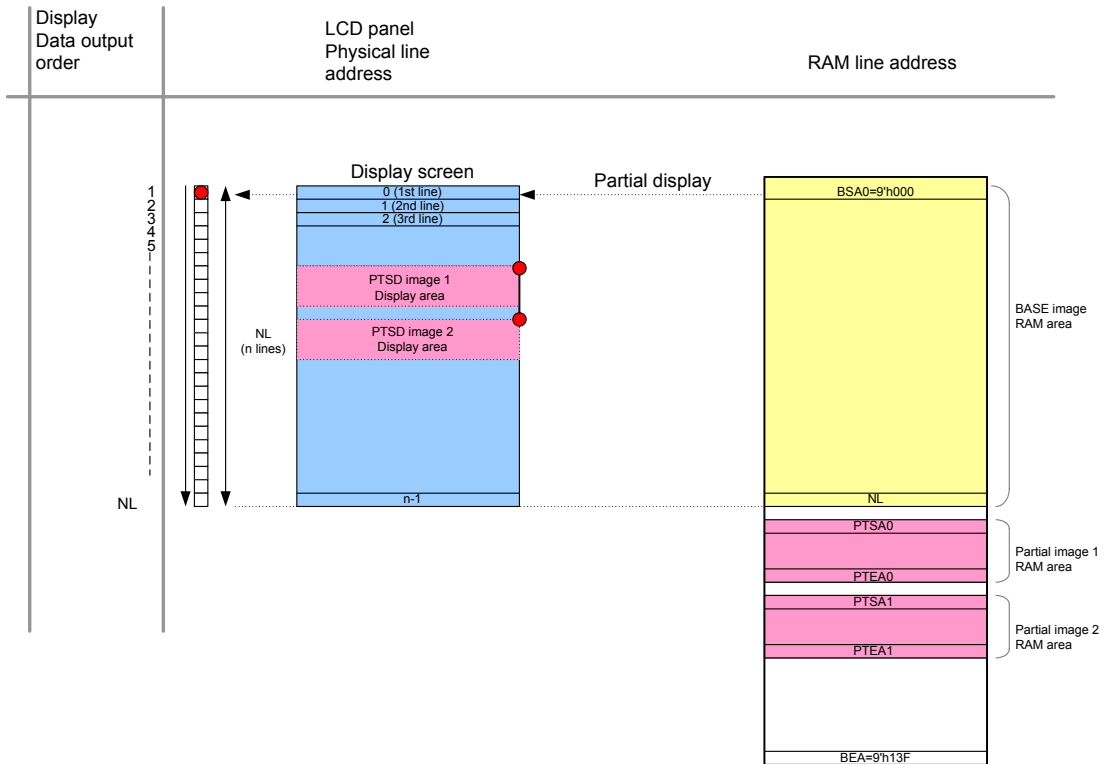 Display
Data output
order
LCD panel
Physical line
address
RAM line address
Display screen
Partial display
1
2
3
4
5
NL
NL
(n lines)
0 (1st line)
1 (2nd line)
2 (3rd line)
PTSD image 1
Display area
PTSD image 2
Display area
n-1
BSA0=9'h000
NL
PTSA0
PTEA0
PTSA1
PTEA1
BEA=9'h13F
BASE image
RAM area
Partial image 1
RAM area
Partial image 2
RAM area